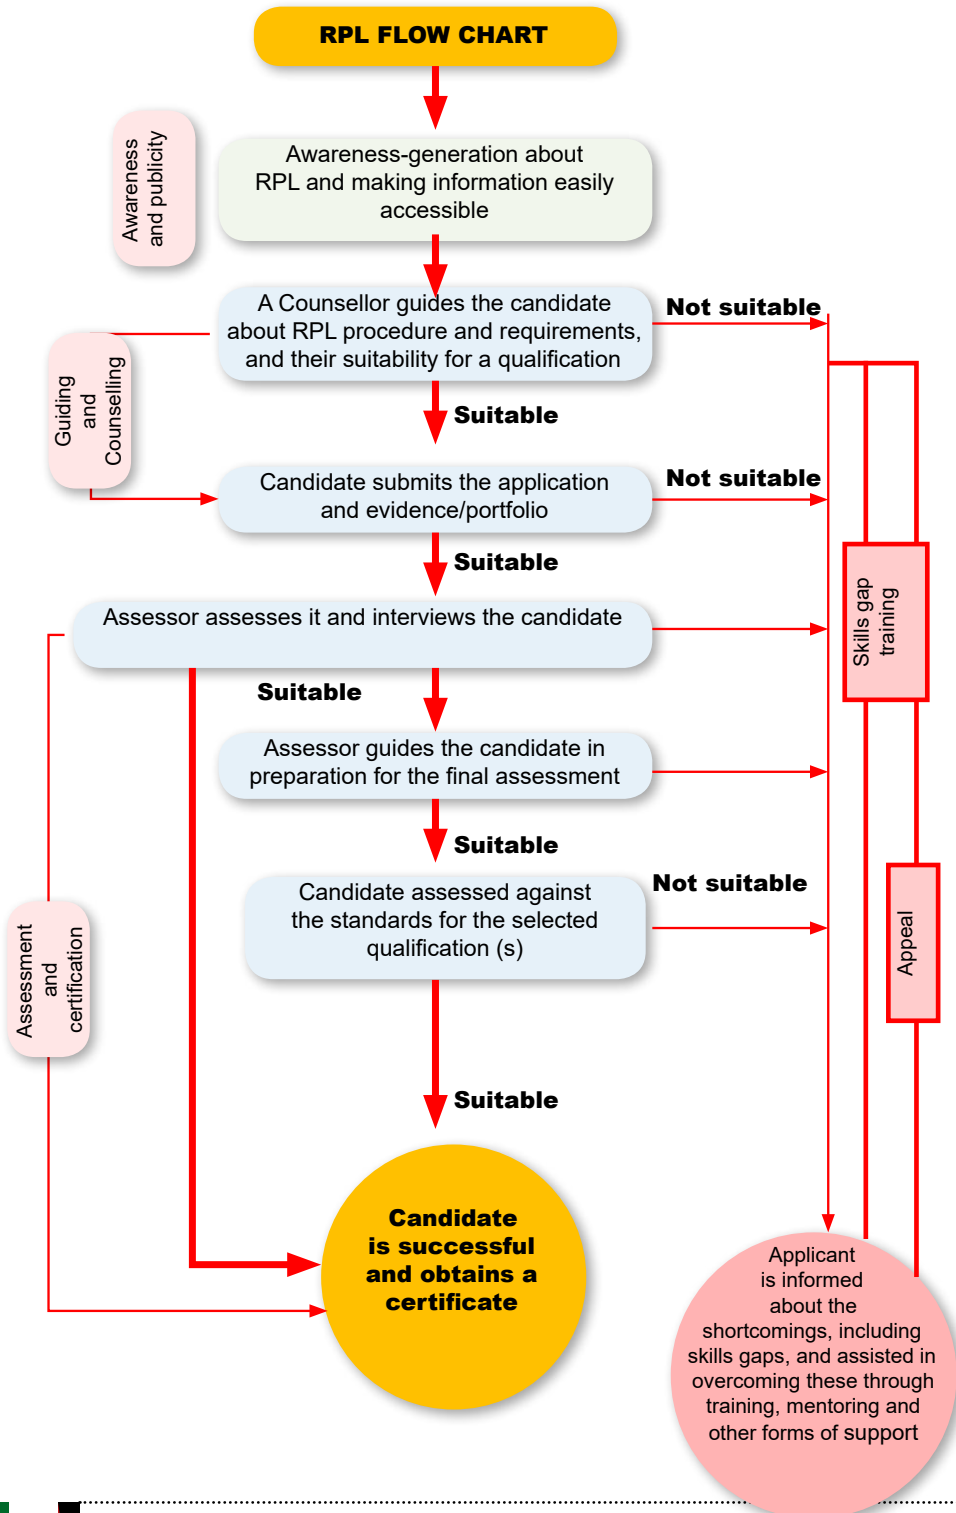 RPL FLOW CHART
Awareness
and publicity
Awareness-generation about
RPL and making information easily
accessible
A Counsellor guides the candidate
about RPL procedure and requirements,
and their suitability for a qualification
Not suitable
Guiding
and
Counselling
Suitable
Candidate submits the application
and evidence/portfolio
Not suitable
Suitable
Assessor assesses it and interviews the candidate
Skills gap
training
Suitable
Assessor guides the candidate in
preparation for the final assessment
Suitable
Candidate assessed against
the standards for the selected
qualification (s)
Not suitable
Appeal
Assessment
and
certification
Suitable
Candidate
is successful
and obtains a
certificate
Applicant
is informed
about the
shortcomings, including
skills gaps, and assisted in
overcoming these through
training, mentoring and
other forms of support